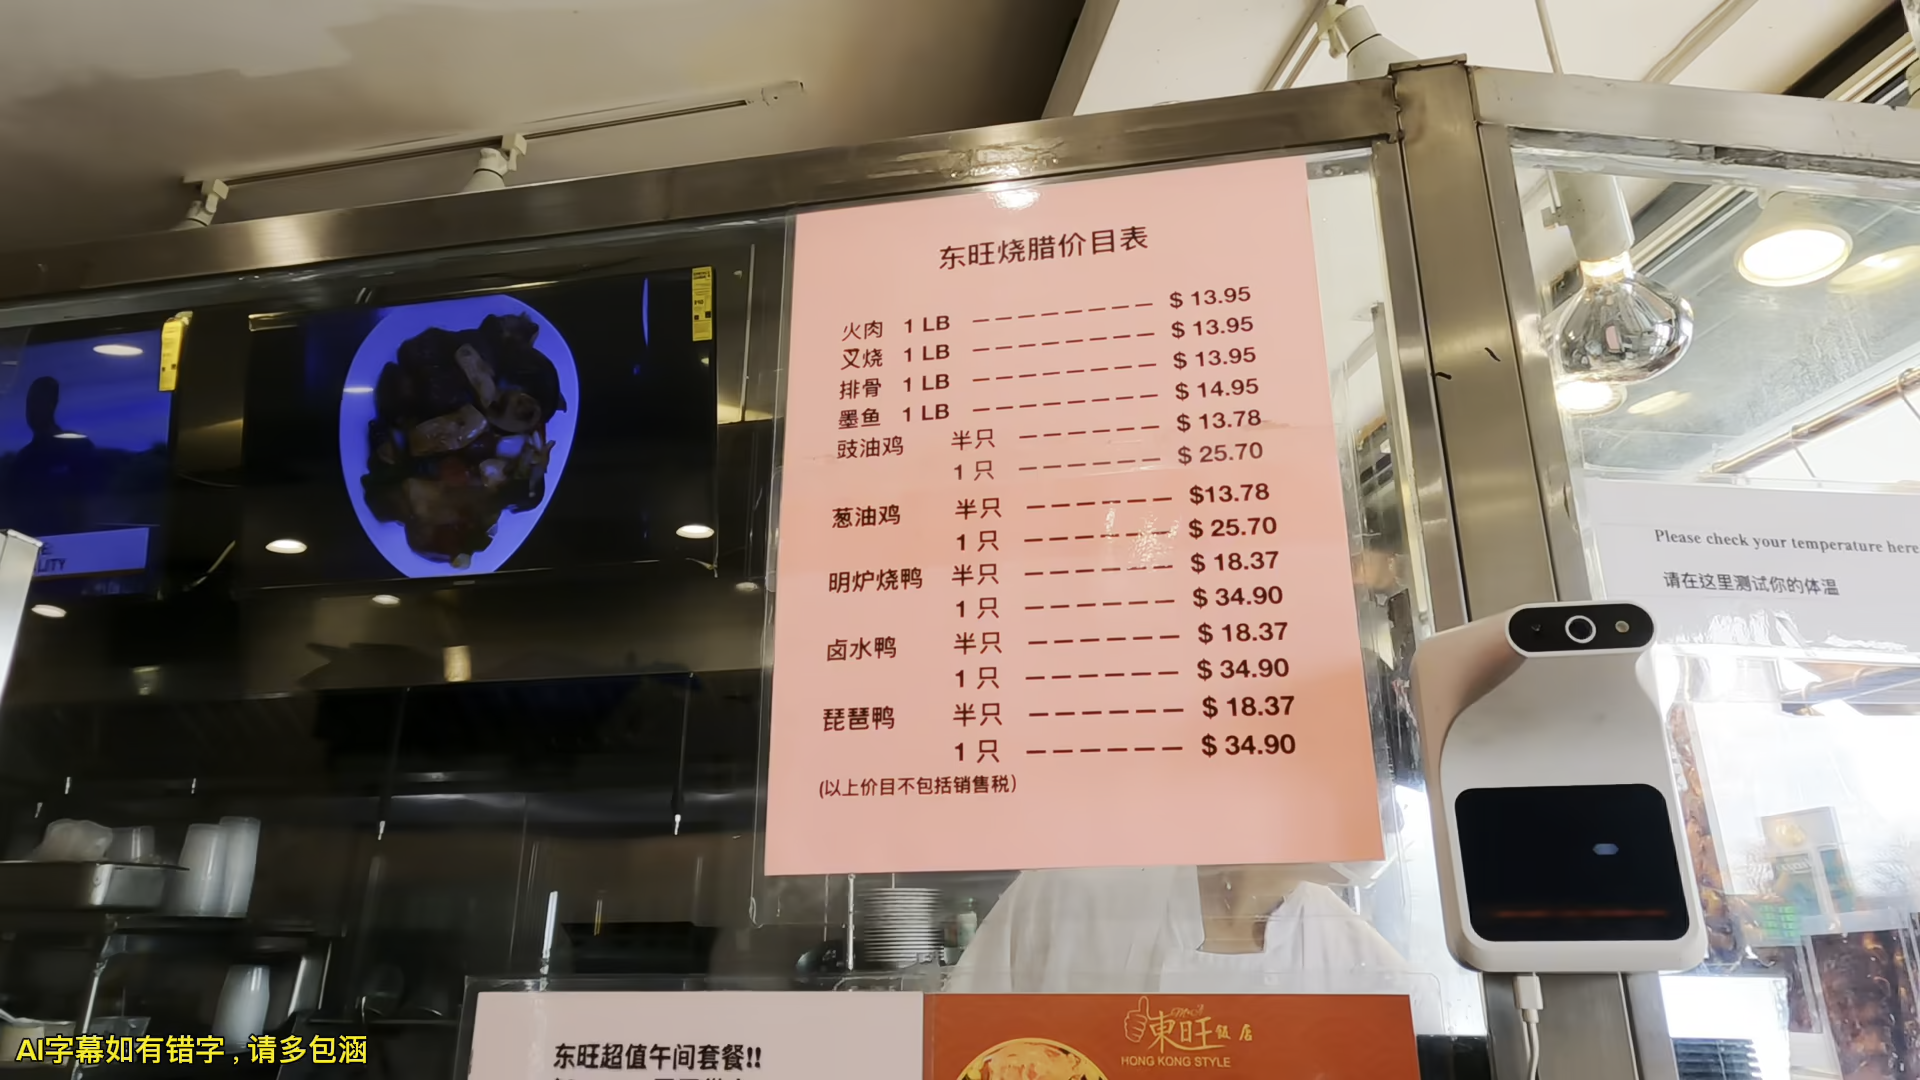 东旺烧腊价目表
火肉 1 LB — — — — — — — — $ 13.95
叉烧 1 LB — — — — — — — — $ 13.95
排骨 1 LB — — — — — — — — $ 13.95
墨鱼 1 LB — — — — — — — — $ 14.95
豉油鸡 半只 — — — — — — $ 13.78
1 只 — — — — — — $ 25.70
葱油鸡 半只 — — — — — — $13.78
1 只 — — — — — — $ 25.70
明炉烧鸭 半只 — — — — — — $ 18.37
1 只 — — — — — — $ 34.90
卤水鸭 半只 — — — — — — $ 18.37
1 只 — — — — — — $ 34.90
琵琶鸭 半只 — — — — — — $ 18.37
1 只 — — — — — — $ 34.90
(以上价目不包括销售税)
Please check your temperature here
请在这里测试你的体温
LITY
東旺飯店
HONG KONG STYLE
东旺超值午间套餐!!
AI字幕如有错字，请多包涵